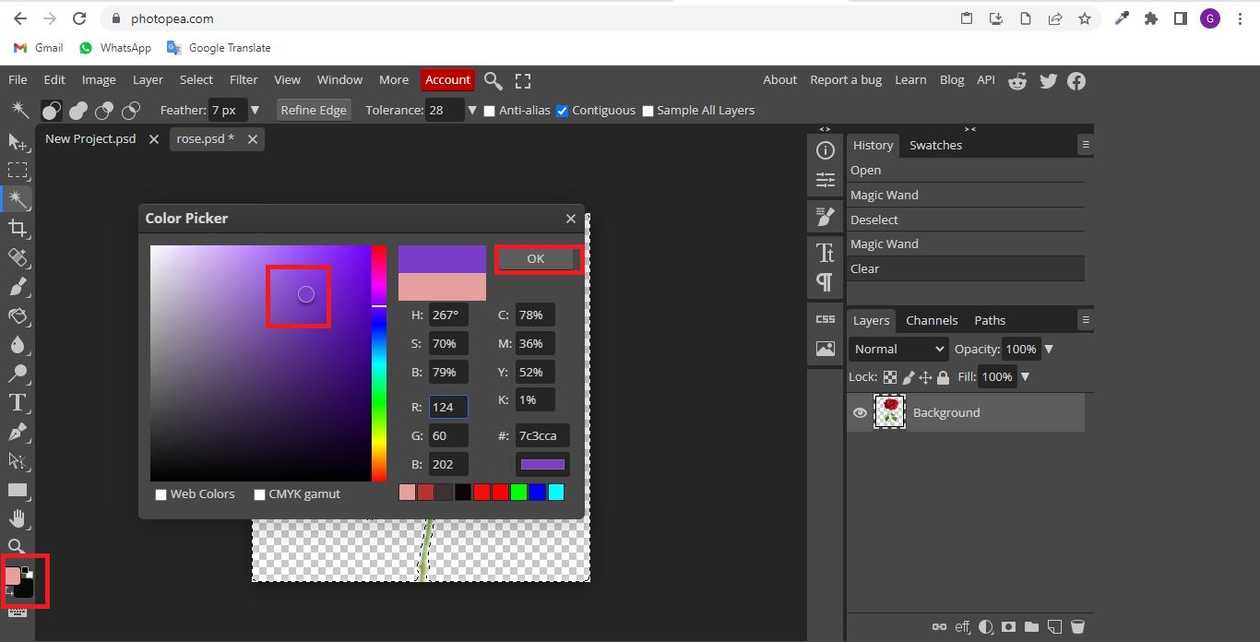 photopea.com
G
Gmail WhatsApp Google Translate
File Edit Image Layer Select Filter View Window More Account About Report a bug Learn Blog API
Feather: 7 px Refine Edge Tolerance: 28 Anti-alias Contiguous Sample All Layers
New Project.psd rose.psd *
History Swatches
Open
Magic Wand
Deselect
Magic Wand
Clear
Color Picker
OK
H: 267° C: 78%
S: 70% M: 36%
B: 79% Y: 52%
K: 1%
R: 124
G: 60 #: 7c3cca
B: 202
Web Colors CMYK gamut
CSS
Layers Channels Paths
Normal Opacity: 100%
Lock: Fill: 100%
Background
eff